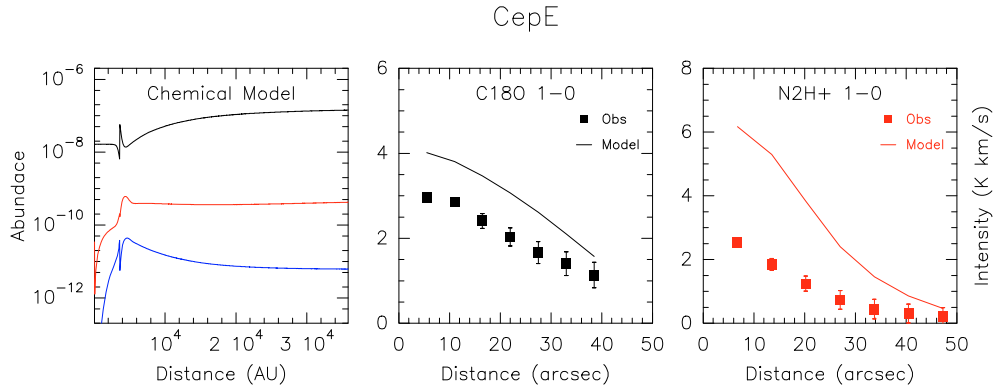 CepE
Chemical Model
Abundace
10^-6
10^-8
10^-10
10^-12
10^4 2 10^4 3 10^4
Distance (AU)
C18O 1-0
Obs
Model
6
4
2
0
0 10 20 30 40 50
Distance (arcsec)
N2H+ 1-0
Obs
Model
8
6
4
2
0
0 10 20 30 40 50
Distance (arcsec)
Intensity (K km/s)